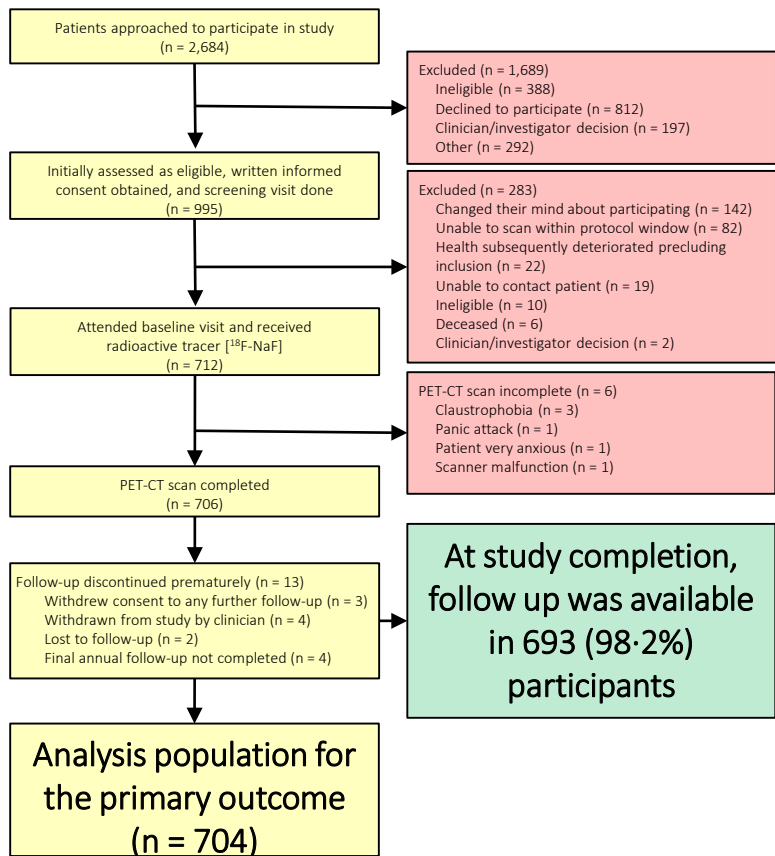 Patients approached to participate in study
(n = 2,684)
Excluded (n = 1,689)
Ineligible (n = 388)
Declined to participate (n = 812)
Clinician/investigator decision (n = 197)
Other (n = 292)
Initially assessed as eligible, written informed
consent obtained, and screening visit done
(n = 995)
Excluded (n = 283)
Changed their mind about participating (n = 142)
Unable to scan within protocol window (n = 82)
Health subsequently deteriorated precluding
inclusion (n = 22)
Unable to contact patient (n = 19)
Ineligible (n = 10)
Deceased (n = 6)
Clinician/investigator decision (n = 2)
Attended baseline visit and received
radioactive tracer [¹⁸F-NaF]
(n = 712)
PET-CT scan incomplete (n = 6)
Claustrophobia (n = 3)
Panic attack (n = 1)
Patient very anxious (n = 1)
Scanner malfunction (n = 1)
PET-CT scan completed
(n = 706)
Follow-up discontinued prematurely (n = 13)
Withdrew consent to any further follow-up (n = 3)
Withdrawn from study by clinician (n = 4)
Lost to follow-up (n = 2)
Final annual follow-up not completed (n = 4)
At study completion,
follow up was available
in 693 (98·2%)
participants
Analysis population for
the primary outcome
(n = 704)